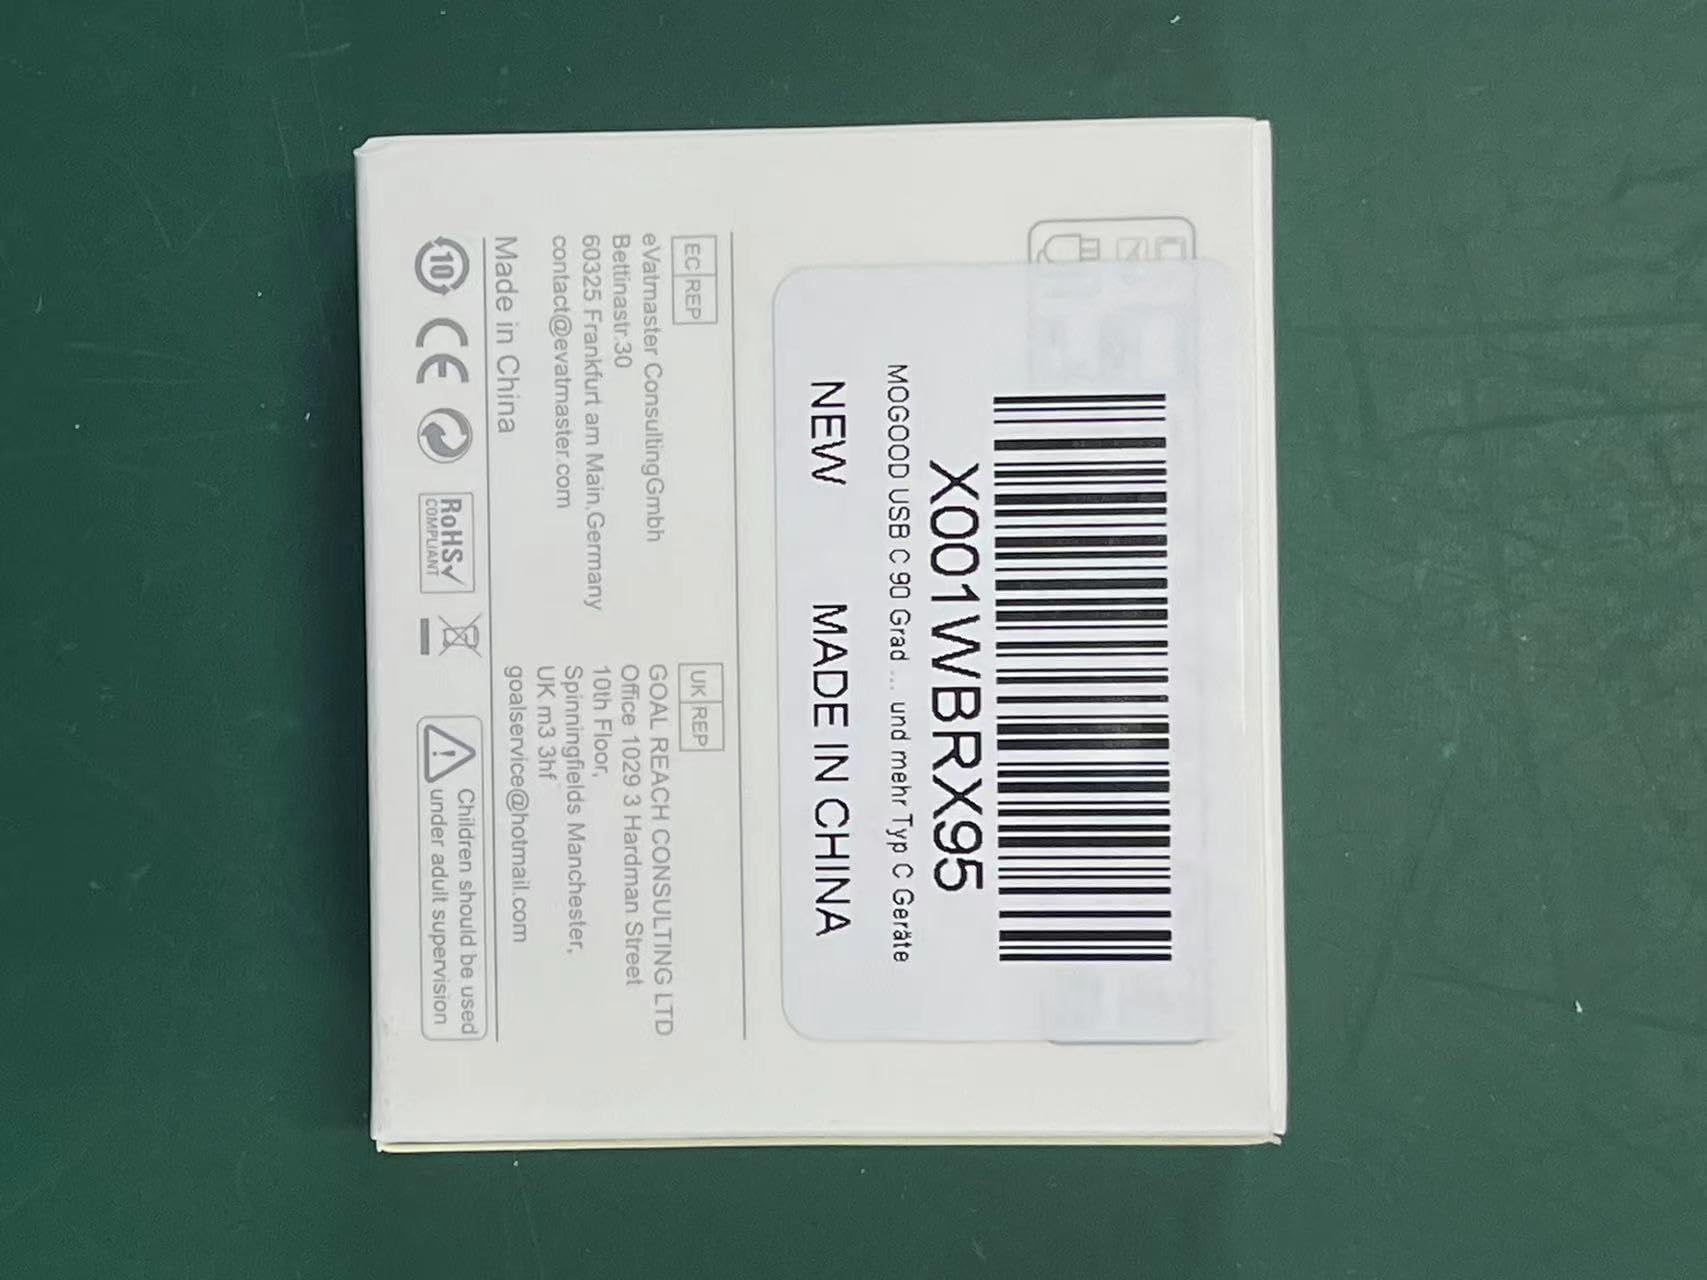 X001WBRX95
MOGOOD USB C 90 Grad ... und mehr Typ C Geräte
NEW MADE IN CHINA
EC REP
eVatmaster ConsultingGmbh
Bettinastr.30
60325 Frankfurt am Main,Germany
contact@evatmaster.com
UK REP
GOAL REACH CONSULTING LTD
Office 1029 3 Hardman Street
10th Floor,
Spinningfields Manchester,
UK m3 3hf
goalservice@hotmail.com
Made in China
10
CE
RoHS✓
COMPLIANT
Children should be used
under adult supervision